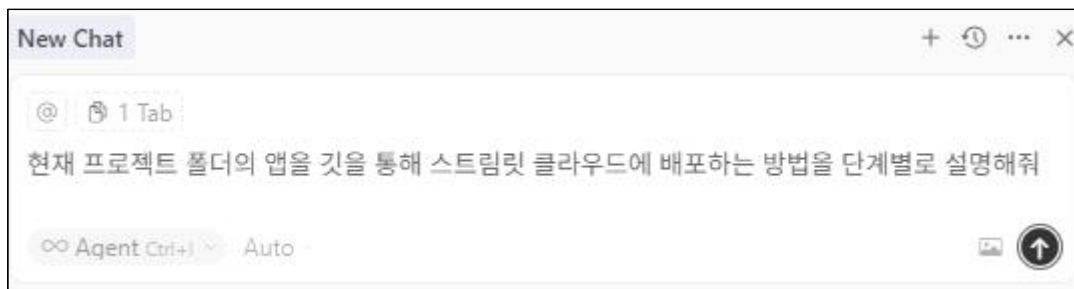 New Chat
@ 1 Tab
현재 프로젝트 폴더의 앱을 깃을 통해 스트림릿 클라우드에 배포하는 방법을 단계별로 설명해줘
∞ Agent Ctrl+I Auto